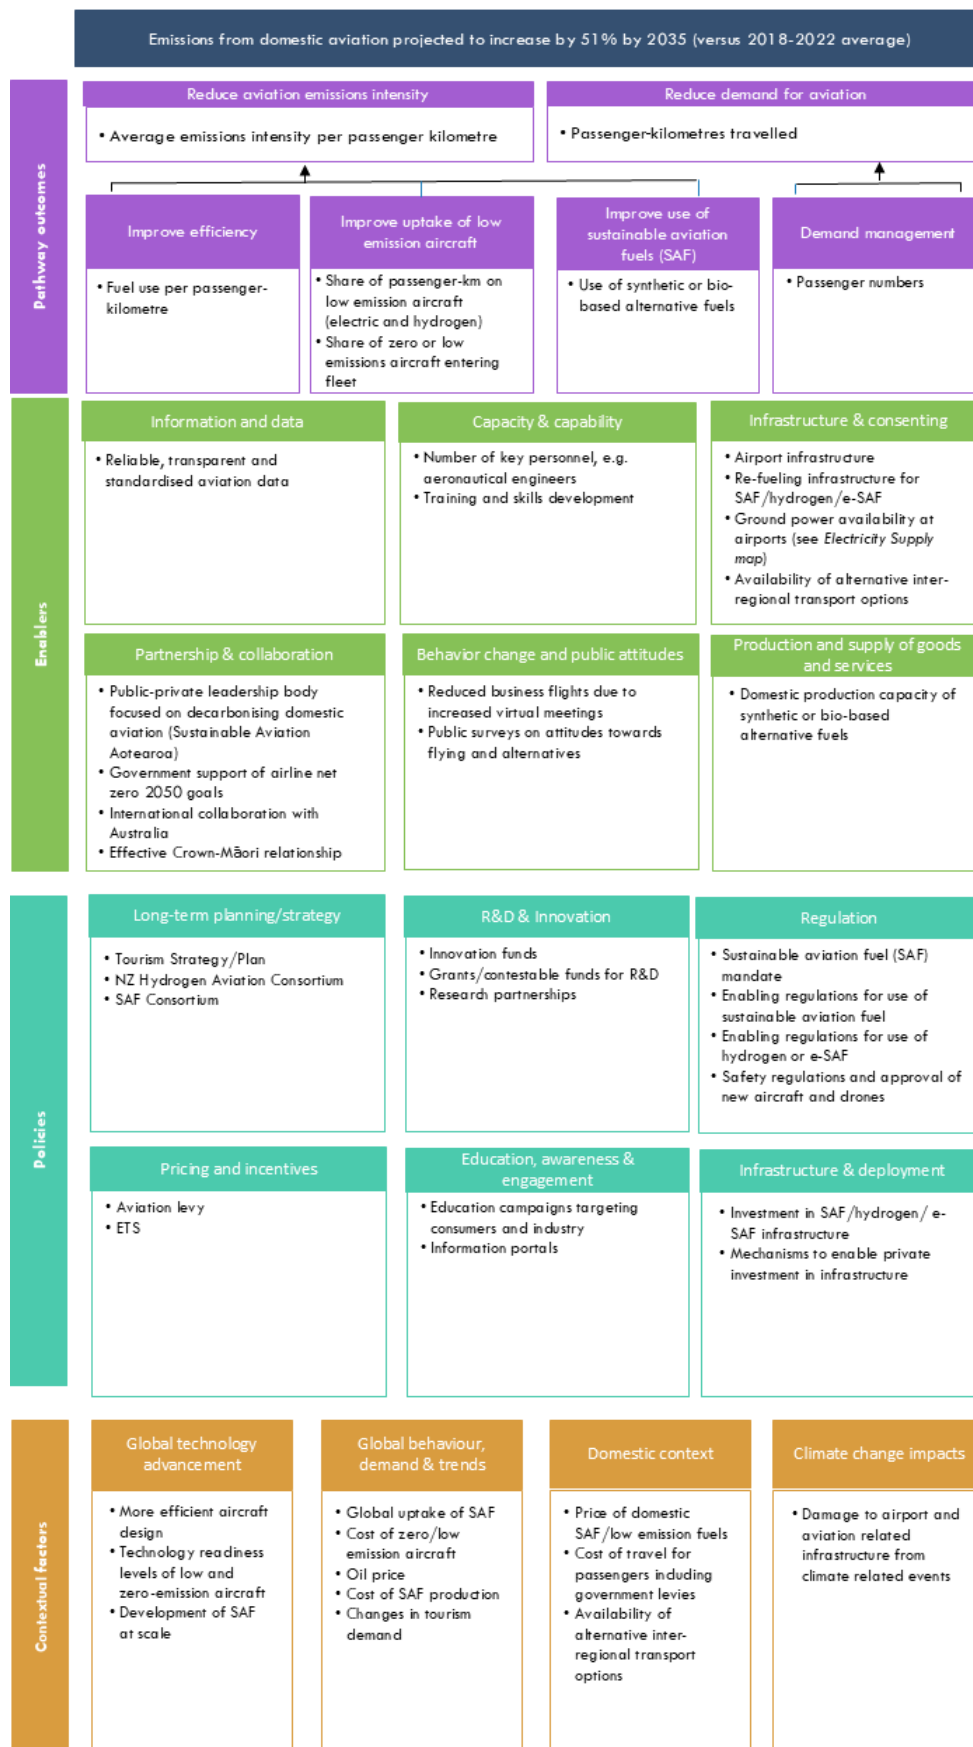 Emissions from domestic aviation projected to increase by 51% by 2035 (versus 2018-2022 average)
Pathway outcomes
Reduce aviation emissions intensity
• Average emissions intensity per passenger kilometre
Reduce demand for aviation
• Passenger-kilometres travelled
Improve efficiency
• Fuel use per passenger-
kilometre
Improve uptake of low
emission aircraft
• Share of passenger-km on
low emission aircraft
(electric and hydrogen)
• Share of zero or low
emissions aircraft entering
fleet
Improve use of
sustainable aviation
fuels (SAF)
• Use of synthetic or bio-
based alternative fuels
Demand management
• Passenger numbers
Enablers
Information and data
• Reliable, transparent and
standardised aviation data
Capacity & capability
• Number of key personnel, e.g.
aeronautical engineers
• Training and skills development
Infrastructure & consenting
• Airport infrastructure
• Re-fueling infrastructure for
SAF/hydrogen/e-SAF
• Ground power availability at
airports (see Electricity Supply
map)
• Availability of alternative inter-
regional transport options
Partnership & collaboration
• Public-private leadership body
focused on decarbonising domestic
aviation (Sustainable Aviation
Aotearoa)
• Government support of airline net
zero 2050 goals
• International collaboration with
Australia
• Effective Crown-Māori relationship
Behavior change and public attitudes
• Reduced business flights due to
increased virtual meetings
• Public surveys on attitudes towards
flying and alternatives
Production and supply of goods
and services
• Domestic production capacity of
synthetic or bio-based
alternative fuels
Policies
Long-term planning/strategy
• Tourism Strategy/Plan
• NZ Hydrogen Aviation Consortium
• SAF Consortium
R&D & Innovation
• Innovation funds
• Grants/contestable funds for R&D
• Research partnerships
Regulation
• Sustainable aviation fuel (SAF)
mandate
• Enabling regulations for use of
sustainable aviation fuel
• Enabling regulations for use of
hydrogen or e-SAF
• Safety regulations and approval of
new aircraft and drones
Pricing and incentives
• Aviation levy
• ETS
Education, awareness &
engagement
• Education campaigns targeting
consumers and industry
• Information portals
Infrastructure & deployment
• Investment in SAF/hydrogen/ e-
SAF infrastructure
• Mechanisms to enable private
investment in infrastructure
Contextual factors
Global technology
advancement
• More efficient aircraft
design
• Technology readiness
levels of low and
zero-emission aircraft
• Development of SAF
at scale
Global behaviour,
demand & trends
• Global uptake of SAF
• Cost of zero/low
emission aircraft
• Oil price
• Cost of SAF production
• Changes in tourism
demand
Domestic context
• Price of domestic
SAF/low emission fuels
• Cost of travel for
passengers including
government levies
• Availability of
alternative inter-
regional transport
options
Climate change impacts
• Damage to airport and
aviation related
infrastructure from
climate related events